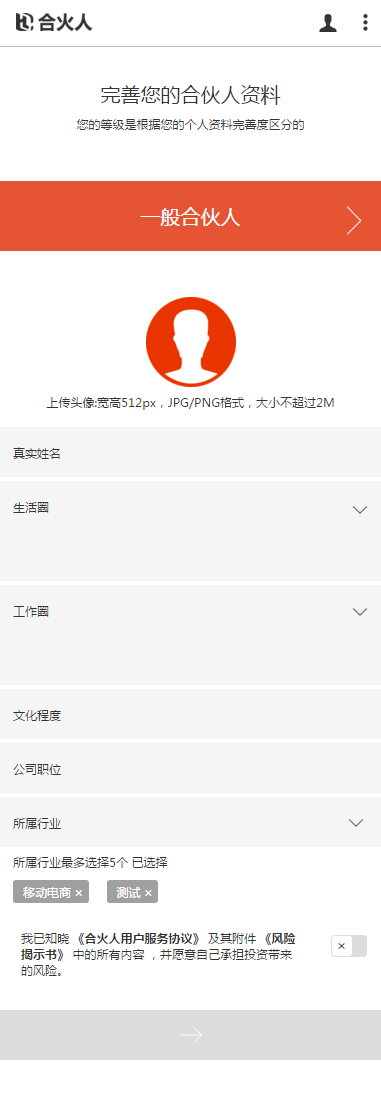 合火人
完善您的合伙人资料
您的等级是根据您的个人资料完善度区分的
一般合伙人
上传头像:宽高512px，JPG/PNG格式，大小不超过2M
真实姓名
生活圈
工作圈
文化程度
公司职位
所属行业
所属行业最多选择5个 已选择
移动电商 × 测试 ×
我已知晓 《合火人用户服务协议》 及其附件 《风险
揭示书》 中的所有内容 ，并愿意自己承担投资带来
的风险。